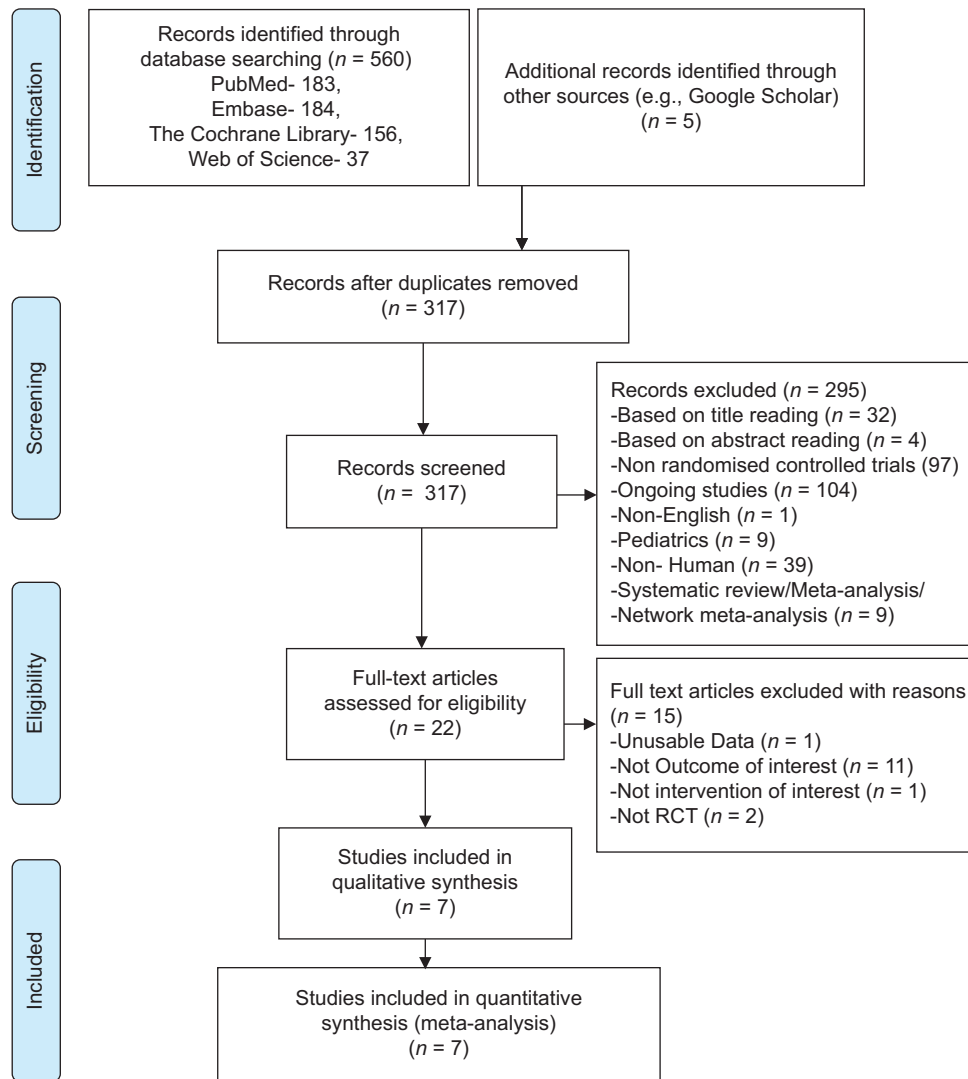 Identification
Records identified through
database searching (n = 560)
PubMed- 183,
Embase- 184,
The Cochrane Library- 156,
Web of Science- 37
Additional records identified through
other sources (e.g., Google Scholar)
(n = 5)
Records after duplicates removed
(n = 317)
Screening
Records screened
(n = 317)
Records excluded (n = 295)
-Based on title reading (n = 32)
-Based on abstract reading (n = 4)
-Non randomised controlled trials (97)
-Ongoing studies (n = 104)
-Non-English (n = 1)
-Pediatrics (n = 9)
-Non- Human (n = 39)
-Systematic review/Meta-analysis/
-Network meta-analysis (n = 9)
Eligibility
Full-text articles
assessed for eligibility
(n = 22)
Full text articles excluded with reasons
(n = 15)
-Unusable Data (n = 1)
-Not Outcome of interest (n = 11)
-Not intervention of interest (n = 1)
-Not RCT (n = 2)
Included
Studies included in
qualitative synthesis
(n = 7)
Studies included in quantitative
synthesis (meta-analysis)
(n = 7)